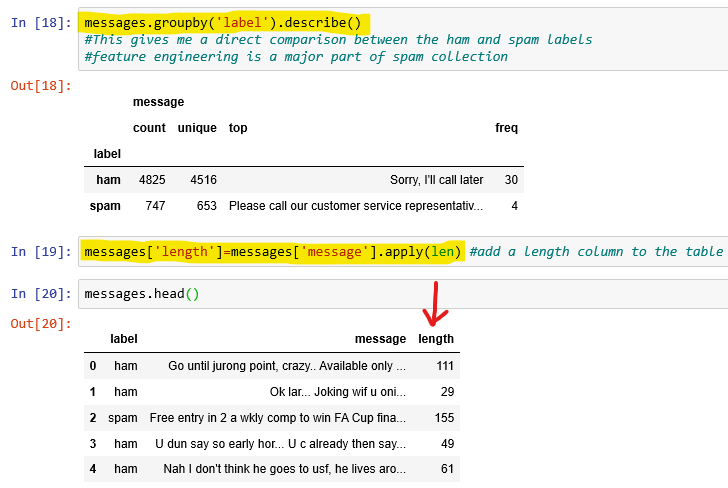 In [18]: messages.groupby('label').describe()
#This gives me a direct comparison between the ham and spam labels
#feature engineering is a major part of spam collection
Out[18]:
message
count unique top freq
label
ham 4825 4516 Sorry, I'll call later 30
spam 747 653 Please call our customer service representativ... 4
In [19]: messages['length']=messages['message'].apply(len) #add a length column to the table
In [20]: messages.head()
Out[20]:
label message length
0 ham Go until jurong point, crazy.. Available only ... 111
1 ham Ok lar... Joking wif u oni... 29
2 spam Free entry in 2 a wkly comp to win FA Cup fina... 155
3 ham U dun say so early hor... U c already then say... 49
4 ham Nah I don't think he goes to usf, he lives aro... 61